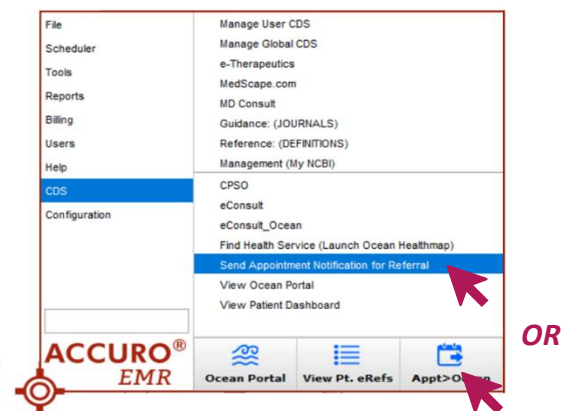 File
Scheduler
Tools
Reports
Billing
Users
Help
CDS
Configuration
Manage User CDS
Manage Global CDS
e-Therapeutics
MedScape.com
MD Consult
Guidance: (JOURNALS)
Reference: (DEFINITIONS)
Management (My NCBI)
CPSO
eConsult
eConsult_Ocean
Find Health Service (Launch Ocean Healthmap)
Send Appointment Notification for Referral
View Ocean Portal
View Patient Dashboard
OR
ACCURO®
EMR
Ocean Portal
View Pt. eRefs